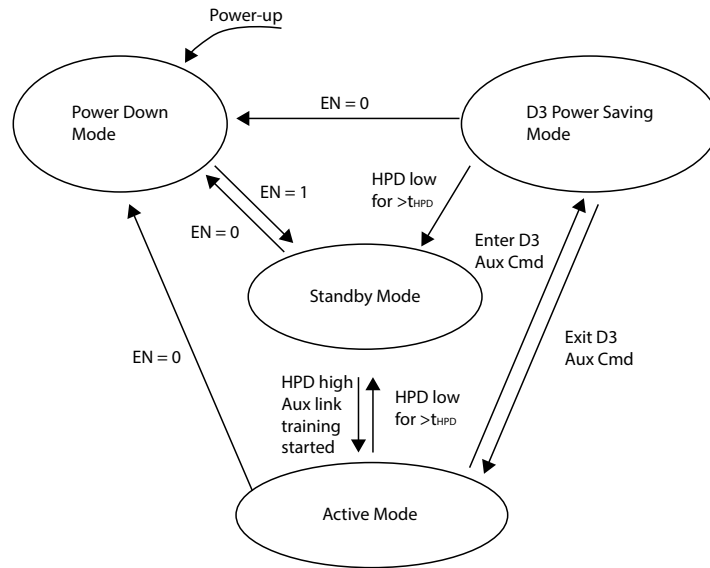 Power-up
Power Down
Mode
EN = 0
D3 Power Saving
Mode
EN = 1
EN = 0
HPD low
for >tHPD
Enter D3
Aux Cmd
Standby Mode
EN = 0
Exit D3
Aux Cmd
HPD high
Aux link
training
started
HPD low
for >tHPD
Active Mode